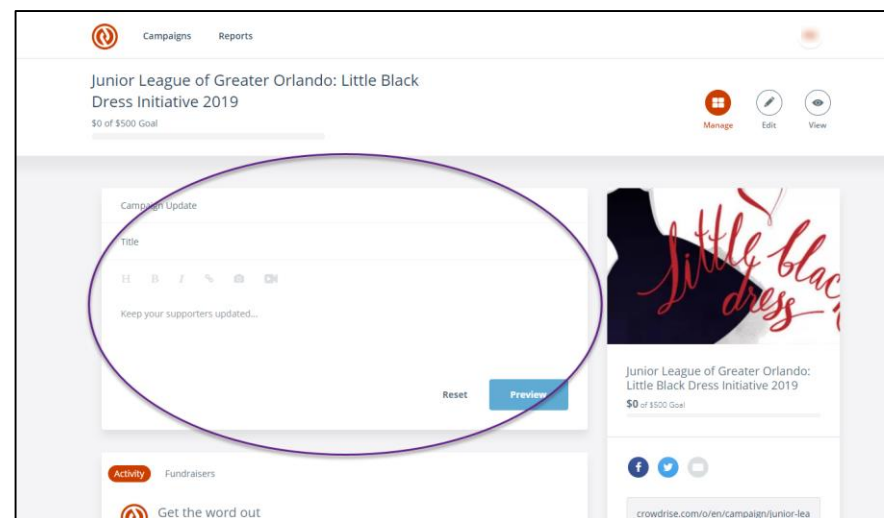 Campaigns Reports
Junior League of Greater Orlando: Little Black
Dress Initiative 2019
$0 of $500 Goal
Manage Edit View
Campaign Update
Title
H B I
Keep your supporters updated...
Reset Preview
little black
dress
Junior League of Greater Orlando:
Little Black Dress Initiative 2019
$0 of $500 Goal
Activity Fundraisers
Get the word out
crowdrise.com/o/en/campaign/junior-lea